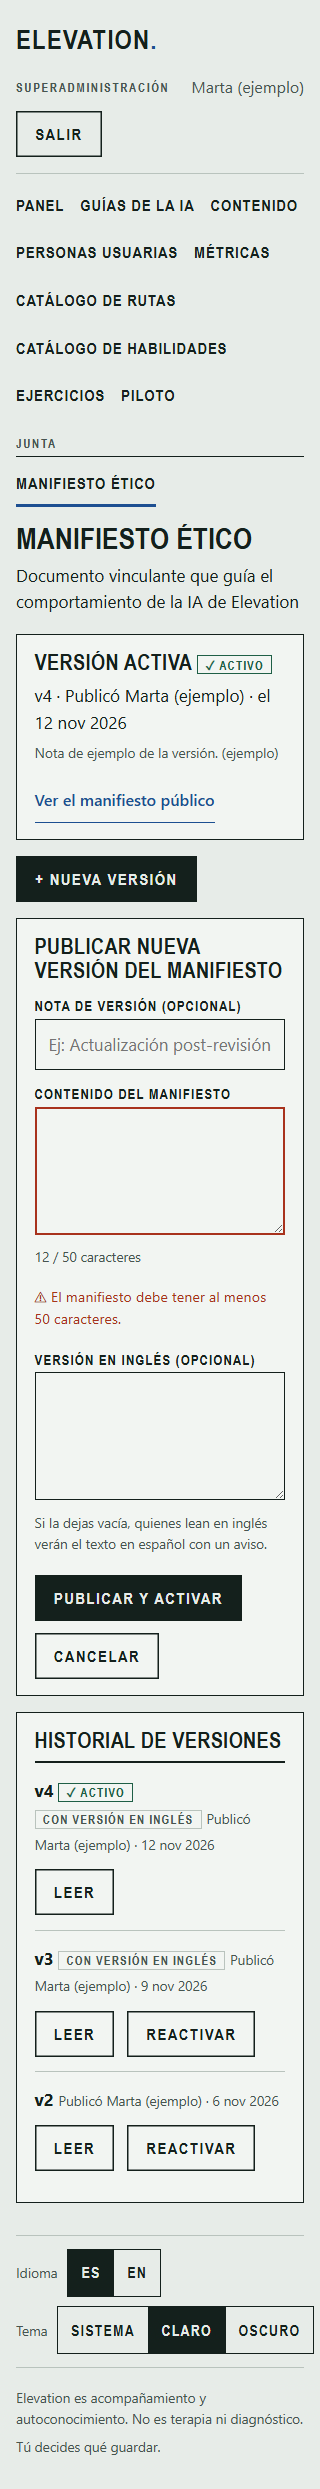 ELEVATION.
SUPERADMINISTRACIÓN Marta (ejemplo)
SALIR
PANEL GUÍAS DE LA IA CONTENIDO
PERSONAS USUARIAS MÉTRICAS
CATÁLOGO DE RUTAS
CATÁLOGO DE HABILIDADES
EJERCICIOS PILOTO
JUNTA
MANIFIESTO ÉTICO
MANIFIESTO ÉTICO
Documento vinculante que guía el
comportamiento de la IA de Elevation
VERSIÓN ACTIVA ✓ ACTIVO
v4 · Publicó Marta (ejemplo) · el
12 nov 2026
Nota de ejemplo de la versión. (ejemplo)
Ver el manifiesto público
+ NUEVA VERSIÓN
PUBLICAR NUEVA
VERSIÓN DEL MANIFIESTO
NOTA DE VERSIÓN (OPCIONAL)
Ej: Actualización post-revisión
CONTENIDO DEL MANIFIESTO
12 / 50 caracteres
⚠ El manifiesto debe tener al menos
50 caracteres.
VERSIÓN EN INGLÉS (OPCIONAL)
Si la dejas vacía, quienes lean en inglés
verán el texto en español con un aviso.
PUBLICAR Y ACTIVAR
CANCELAR
HISTORIAL DE VERSIONES
v4 ✓ ACTIVO
CON VERSIÓN EN INGLÉS Publicó
Marta (ejemplo) · 12 nov 2026
LEER
v3 CON VERSIÓN EN INGLÉS Publicó
Marta (ejemplo) · 9 nov 2026
LEER REACTIVAR
v2 Publicó Marta (ejemplo) · 6 nov 2026
LEER REACTIVAR
Idioma ES EN
Tema SISTEMA CLARO OSCURO
Elevation es acompañamiento y
autoconocimiento. No es terapia ni diagnóstico.
Tú decides qué guardar.